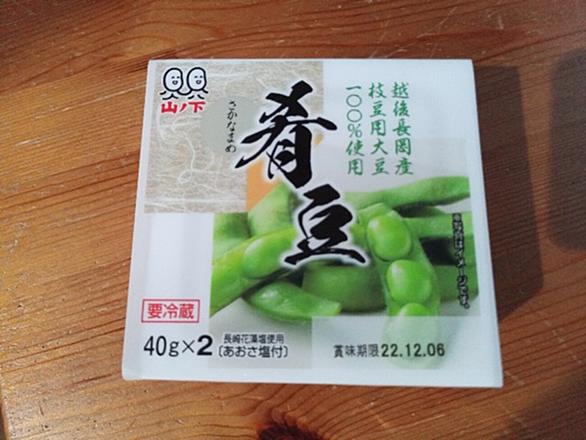 山ノ下
さかなまめ
肴豆
越後長岡産
枝豆用大豆
一〇〇%使用
※写真はイメージです。
要冷蔵
40g×2
長崎花藻塩使用
〔あおさ塩付〕
賞味期限22.12.06